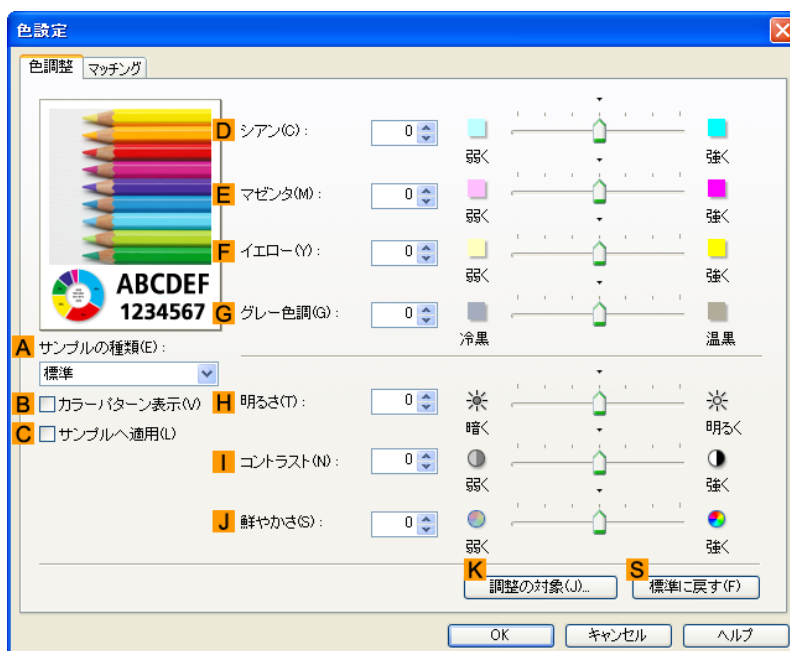 色設定
色調整 マッチング
ABCDEF
1234567
D シアン(C): 0 弱く 強く
E マゼンタ(M): 0 弱く 強く
F イエロー(Y): 0 弱く 強く
G グレー色調(G): 0 冷黒 温黒
A サンプルの種類(E):
標準
B カラーパターン表示(V)
C サンプルへ適用(L)
H 明るさ(T): 0 暗く 明るく
I コントラスト(N): 0 弱く 強く
J 鮮やかさ(S): 0 弱く 強く
K 調整の対象(J)... S 標準に戻す(F)
OK キャンセル ヘルプ